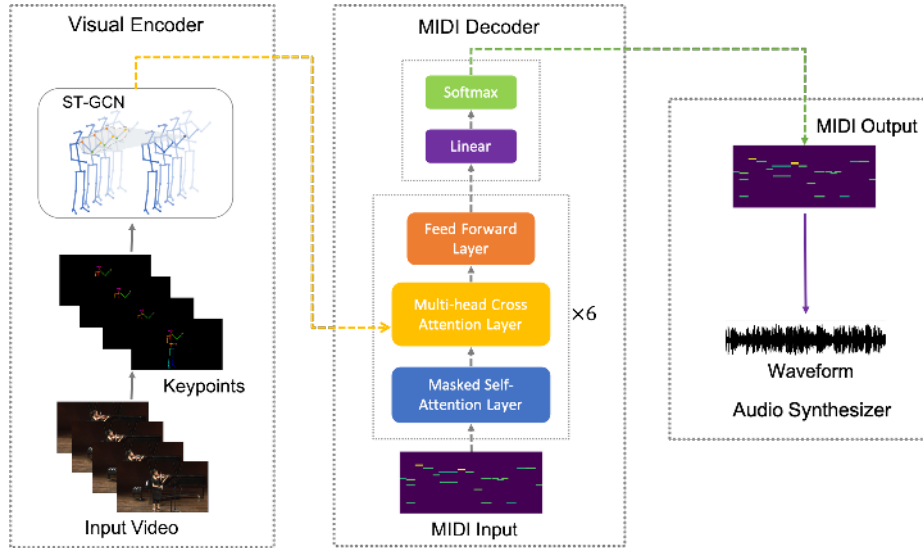 Visual Encoder
ST-GCN
Keypoints
Input Video
MIDI Decoder
Softmax
Linear
Feed Forward
Layer
Multi-head Cross
Attention Layer
×6
Masked Self-
Attention Layer
MIDI Input
MIDI Output
Waveform
Audio Synthesizer